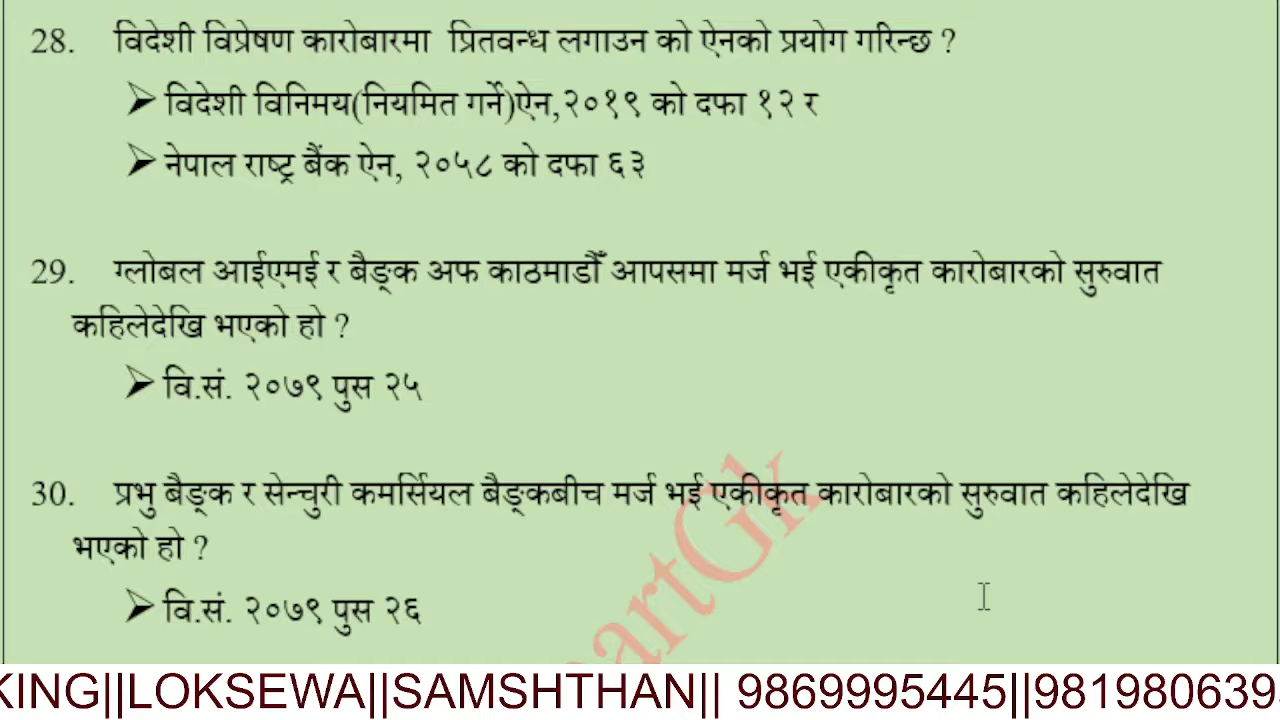 28. विदेशी विप्रेषण कारोबारमा प्रितवन्ध लगाउन को ऐनको प्रयोग गरिन्छ ?
➢ विदेशी विनिमय(नियमित गर्ने)ऐन,२०१९ को दफा १२ र
➢ नेपाल राष्ट्र बैंक ऐन, २०५८ को दफा ६३
29. ग्लोबल आईएमई र बैङ्क अफ काठमाडौँ आपसमा मर्ज भई एकीकृत कारोबारको सुरुवात
कहिलेदेखि भएको हो ?
➢ वि.सं. २०७९ पुस २५
30. प्रभु बैङ्क र सेन्चुरी कमर्सियल बैङ्कबीच मर्ज भई एकीकृत कारोबारको सुरुवात कहिलेदेखि
भएको हो ?
➢ वि.सं. २०७९ पुस २६
artGk
KING||LOKSEWA||SAMSHTHAN|| 9869995445||981980639